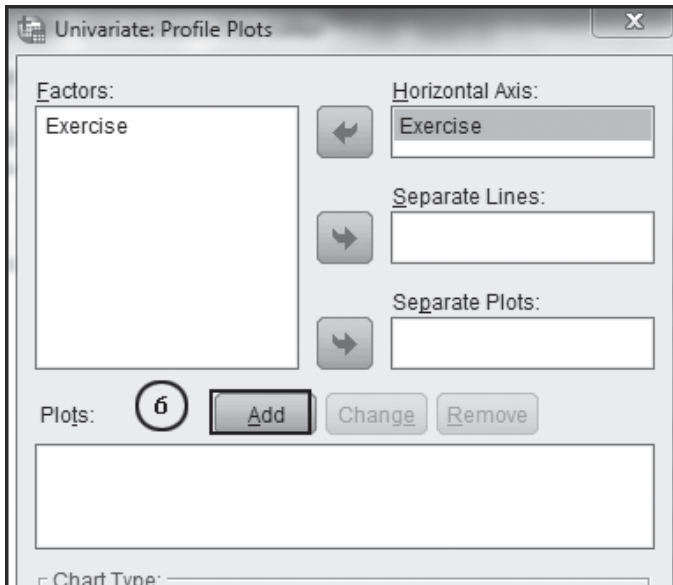 Univariate: Profile Plots
Factors:
Exercise
Horizontal Axis:
Exercise
Separate Lines:
Separate Plots:
Plots:
6
Add
Change
Remove
Chart Type: